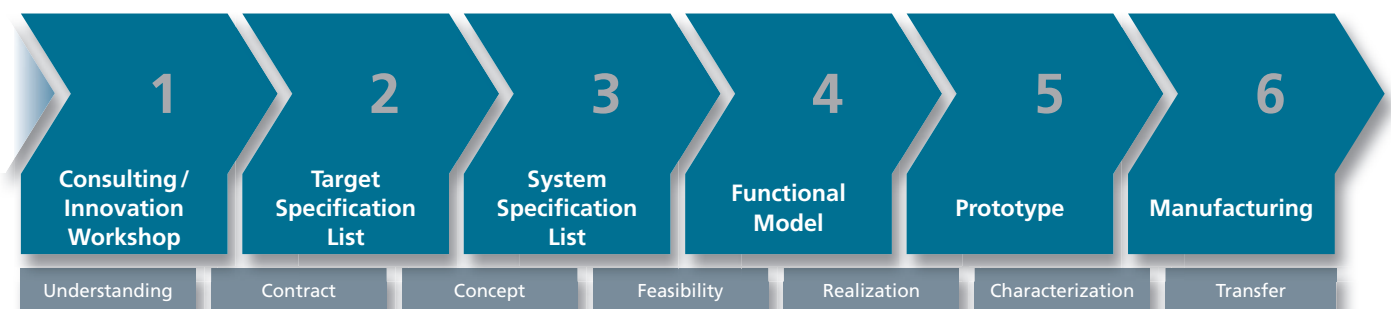 1 2 3 4 5 6
Consulting /
Innovation
Workshop
Target
Specification
List
System
Specification
List
Functional
Model
Prototype
Manufacturing
Understanding Contract Concept Feasibility Realization Characterization Transfer